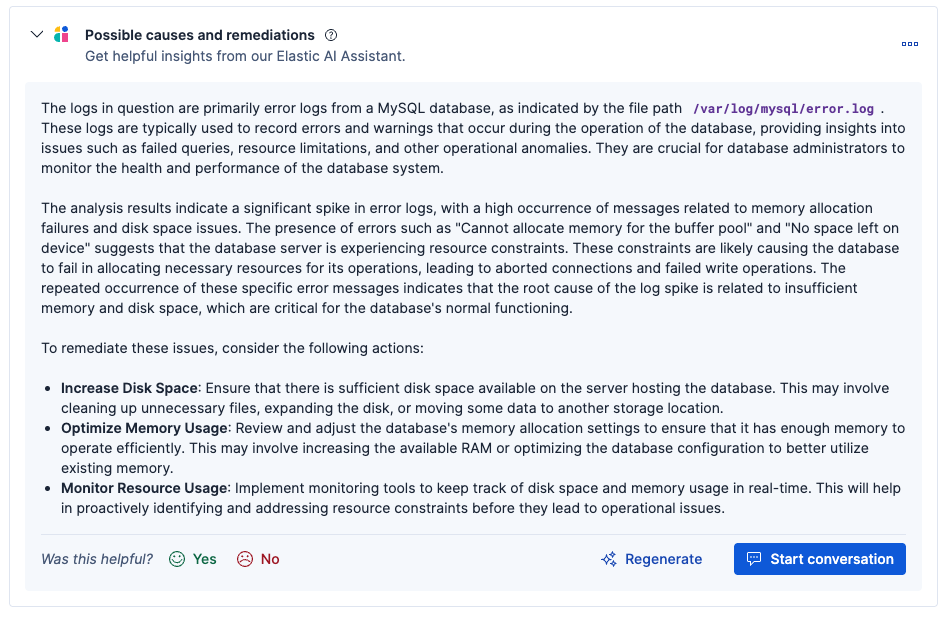 Possible causes and remediations
Get helpful insights from our Elastic AI Assistant.
The logs in question are primarily error logs from a MySQL database, as indicated by the file path /var/log/mysql/error.log .
These logs are typically used to record errors and warnings that occur during the operation of the database, providing insights into
issues such as failed queries, resource limitations, and other operational anomalies. They are crucial for database administrators to
monitor the health and performance of the database system.
The analysis results indicate a significant spike in error logs, with a high occurrence of messages related to memory allocation
failures and disk space issues. The presence of errors such as "Cannot allocate memory for the buffer pool" and "No space left on
device" suggests that the database server is experiencing resource constraints. These constraints are likely causing the database
to fail in allocating necessary resources for its operations, leading to aborted connections and failed write operations. The
repeated occurrence of these specific error messages indicates that the root cause of the log spike is related to insufficient
memory and disk space, which are critical for the database's normal functioning.
To remediate these issues, consider the following actions:
• Increase Disk Space: Ensure that there is sufficient disk space available on the server hosting the database. This may involve
cleaning up unnecessary files, expanding the disk, or moving some data to another storage location.
• Optimize Memory Usage: Review and adjust the database's memory allocation settings to ensure that it has enough memory to
operate efficiently. This may involve increasing the available RAM or optimizing the database configuration to better utilize
existing memory.
• Monitor Resource Usage: Implement monitoring tools to keep track of disk space and memory usage in real-time. This will help
in proactively identifying and addressing resource constraints before they lead to operational issues.
Was this helpful? Yes No Regenerate Start conversation